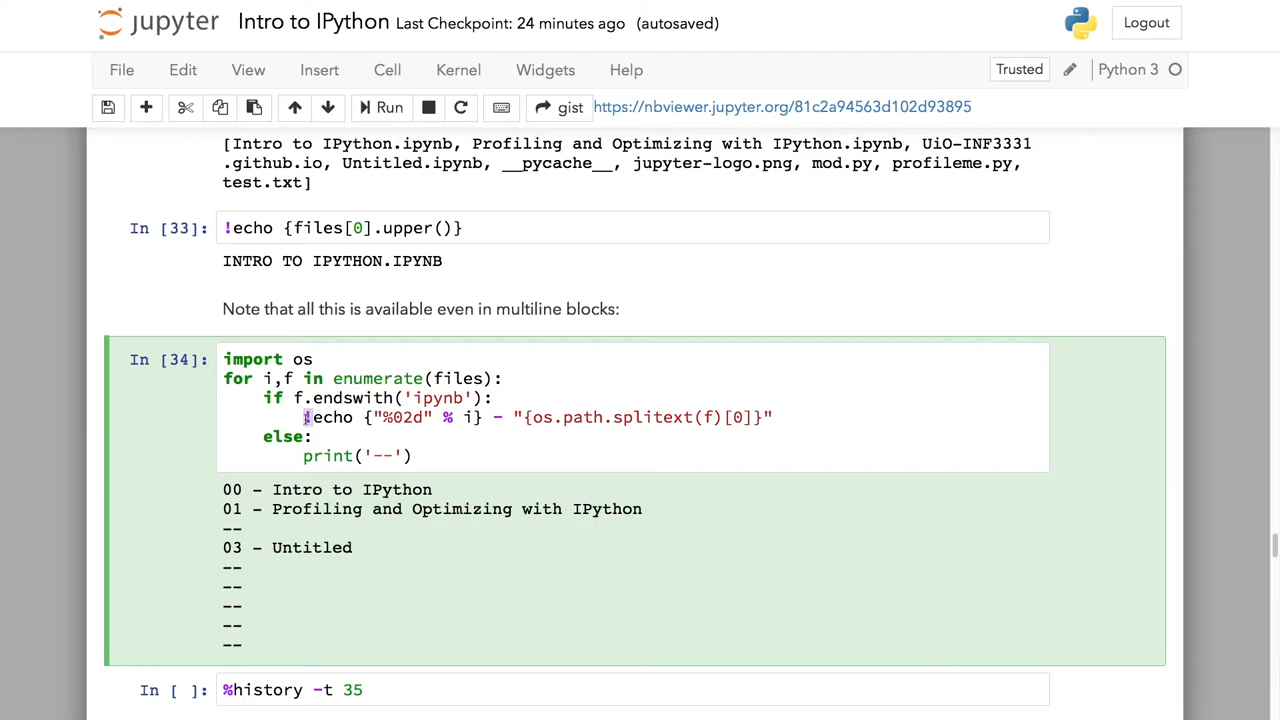 jupyter Intro to IPython Last Checkpoint: 24 minutes ago (autosaved) Logout
File Edit View Insert Cell Kernel Widgets Help Trusted Python 3
Run gist https://nbviewer.jupyter.org/81c2a94563d102d93895
[Intro to IPython.ipynb, Profiling and Optimizing with IPython.ipynb, UiO-INF3331
.github.io, Untitled.ipynb, __pycache__, jupyter-logo.png, mod.py, profileme.py,
test.txt]
In [33]: !echo {files[0].upper()}
INTRO TO IPYTHON.IPYNB
Note that all this is available even in multiline blocks:
In [34]: import os
for i,f in enumerate(files):
    if f.endswith('ipynb'):
        !echo {"%02d" % i} - "{os.path.splitext(f)[0]}"
    else:
        print('--')
00 - Intro to IPython
01 - Profiling and Optimizing with IPython
--
03 - Untitled
--
--
--
--
--
In [ ]: %history -t 35